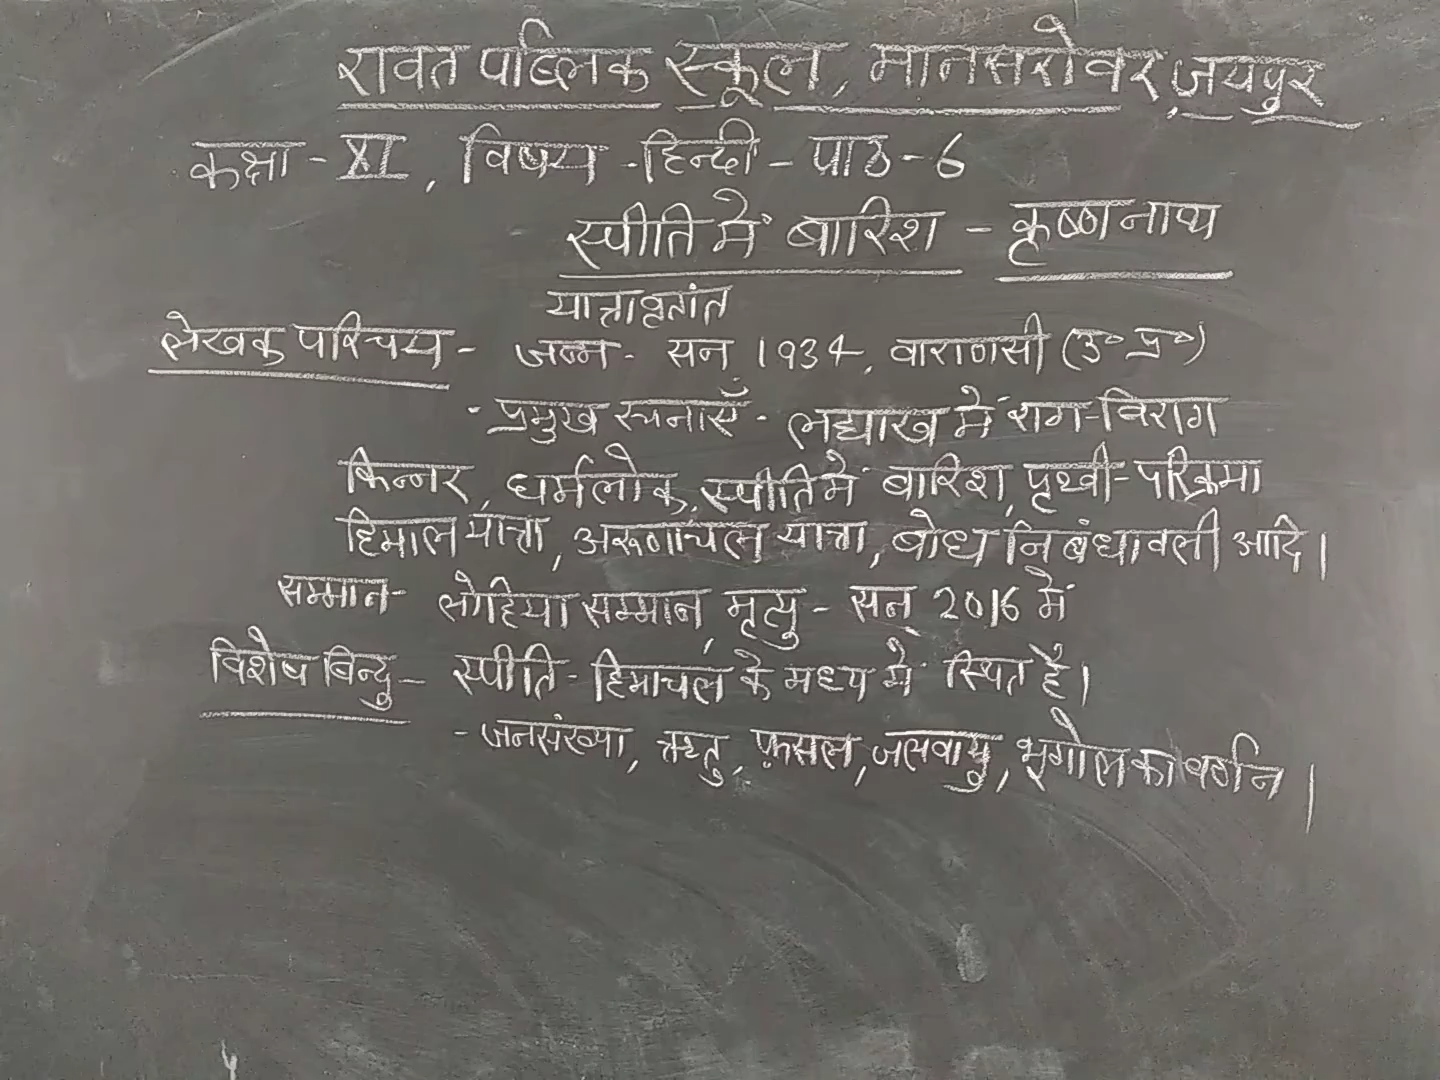 रावत पब्लिक स्कूल, मानसरोवर, जयपुर
कक्षा - XI, विषय - हिन्दी - पाठ - 6
स्पीति में बारिश - कृष्णनाथ
यात्रावृतांत
लेखक परिचय - जन्म - सन् 1934, वाराणसी (उ॰ प्र॰)
- प्रमुख रचनाएँ - लद्दाख में राग-विराग
किन्नर, धर्मलोक, स्पीति में बारिश, पृथ्वी-परिक्रमा
हिमाल यात्रा, अरूणाचल यात्रा, बोध निबंधावली आदि।
सम्मान - लोहिया सम्मान, मृत्यु - सन् 2016 में
विशेष बिन्दु - स्पीति - हिमाचल के मध्य में स्थित है।
- जनसंख्या, ऋतु, फ़सल, जलवायु, भूगोल का वर्णन।